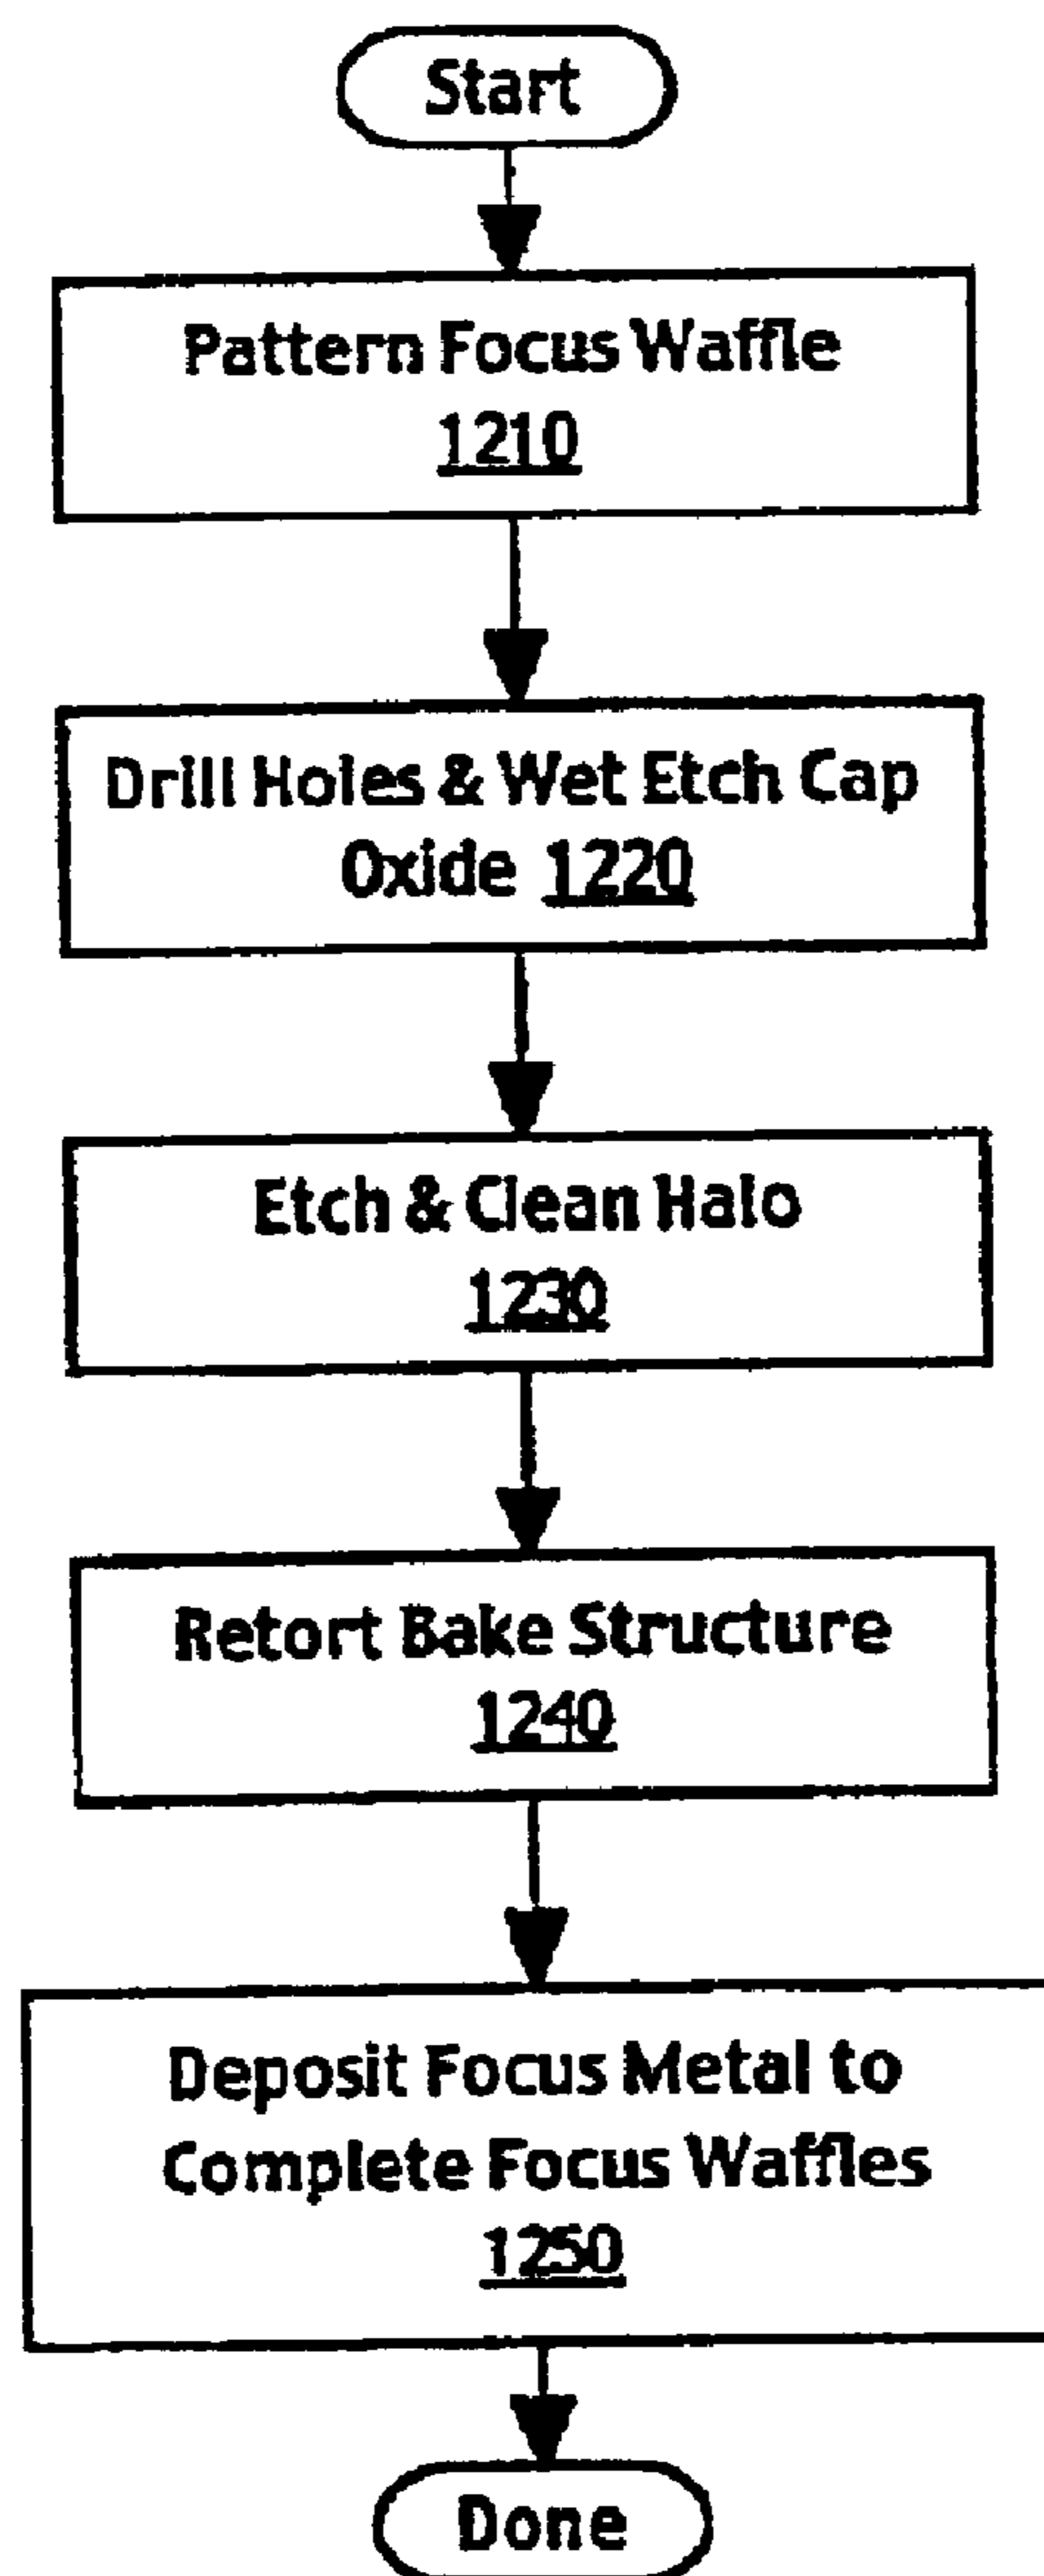 Start
Pattern Focus Waffle
1210
Drill Holes & Wet Etch Cap
Oxide 1220
Etch & Clean Halo
1230
Retort Bake Structure
1240
Deposit Focus Metal to
Complete Focus Waffles
1250
Done